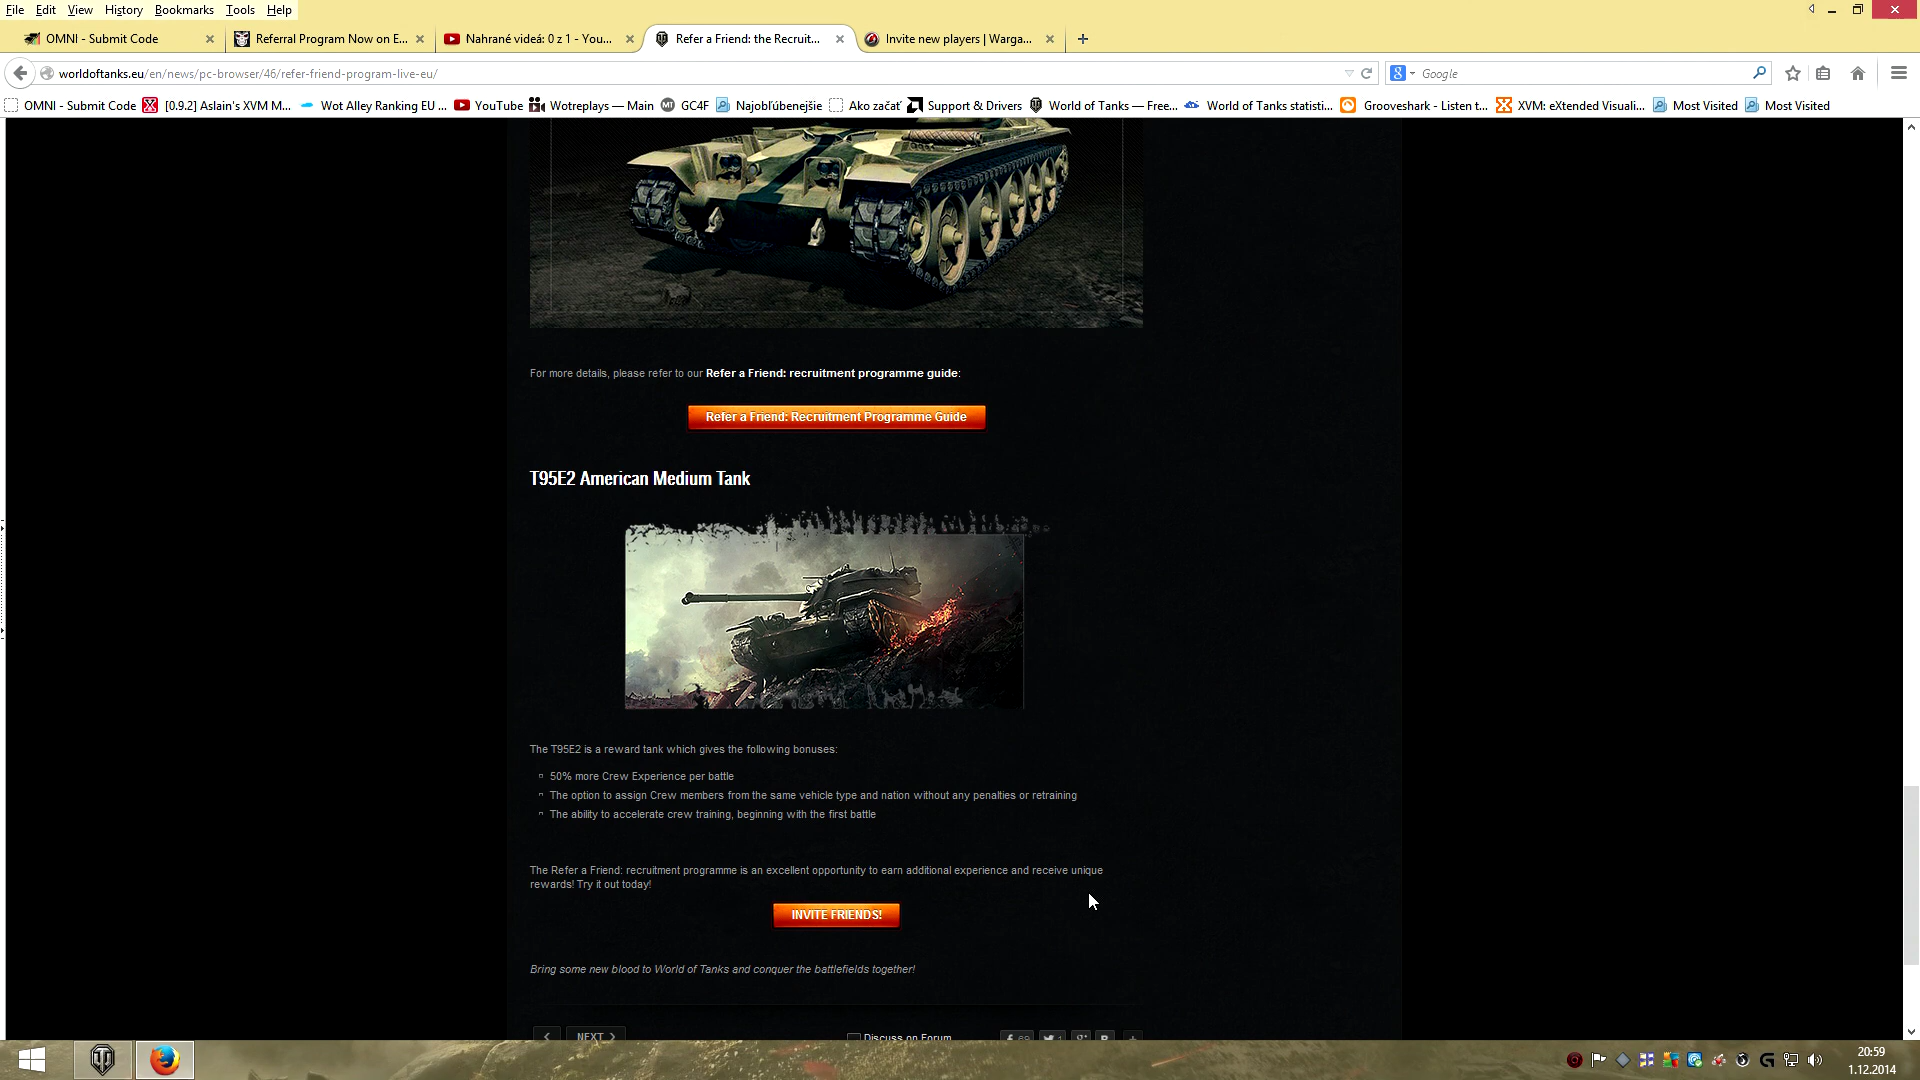 File Edit View History Bookmarks Tools Help
OMNI - Submit Code
Referral Program Now on E...
Nahrané videá: 0 z 1 - You...
Refer a Friend: the Recruit...
Invite new players | Warga...
worldoftanks.eu/en/news/pc-browser/46/refer-friend-program-live-eu/
Google
OMNI - Submit Code [0.9.2] Aslain's XVM M... Wot Alley Ranking EU ... YouTube Wotreplays — Main GC4F Najobľúbenejšie Ako začať Support & Drivers World of Tanks — Free... World of Tanks statisti... Grooveshark - Listen t... XVM: eXtended Visuali... Most Visited Most Visited
For more details, please refer to our Refer a Friend: recruitment programme guide:
Refer a Friend: Recruitment Programme Guide
T95E2 American Medium Tank
The T95E2 is a reward tank which gives the following bonuses:
50% more Crew Experience per battle
The option to assign Crew members from the same vehicle type and nation without any penalties or retraining
The ability to accelerate crew training, beginning with the first battle
The Refer a Friend: recruitment programme is an excellent opportunity to earn additional experience and receive unique
rewards! Try it out today!
INVITE FRIENDS!
Bring some new blood to World of Tanks and conquer the battlefields together!
NEXT
Discuss on Forum
20:59
1.12.2014